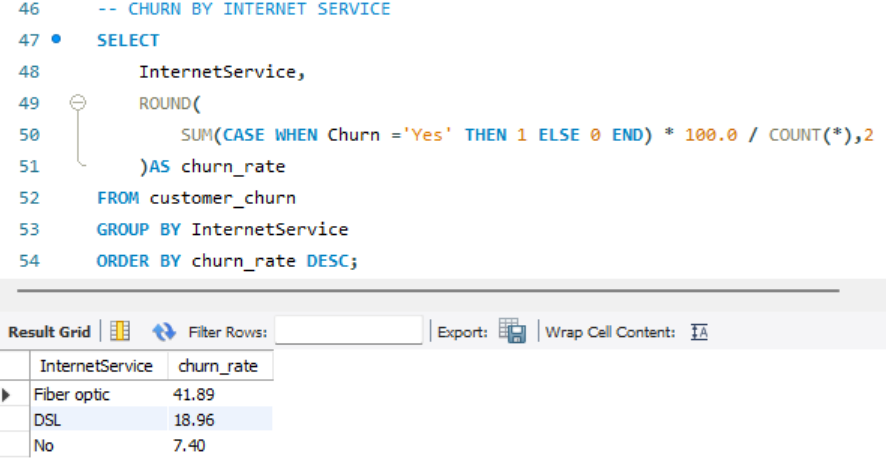 46 -- CHURN BY INTERNET SERVICE
47 SELECT
48 InternetService,
49 ROUND(
50 SUM(CASE WHEN Churn ='Yes' THEN 1 ELSE 0 END) * 100.0 / COUNT(*),2
51 )AS churn_rate
52 FROM customer_churn
53 GROUP BY InternetService
54 ORDER BY churn_rate DESC;
Result Grid Filter Rows: Export: Wrap Cell Content: IA
InternetService churn_rate
Fiber optic 41.89
DSL 18.96
No 7.40